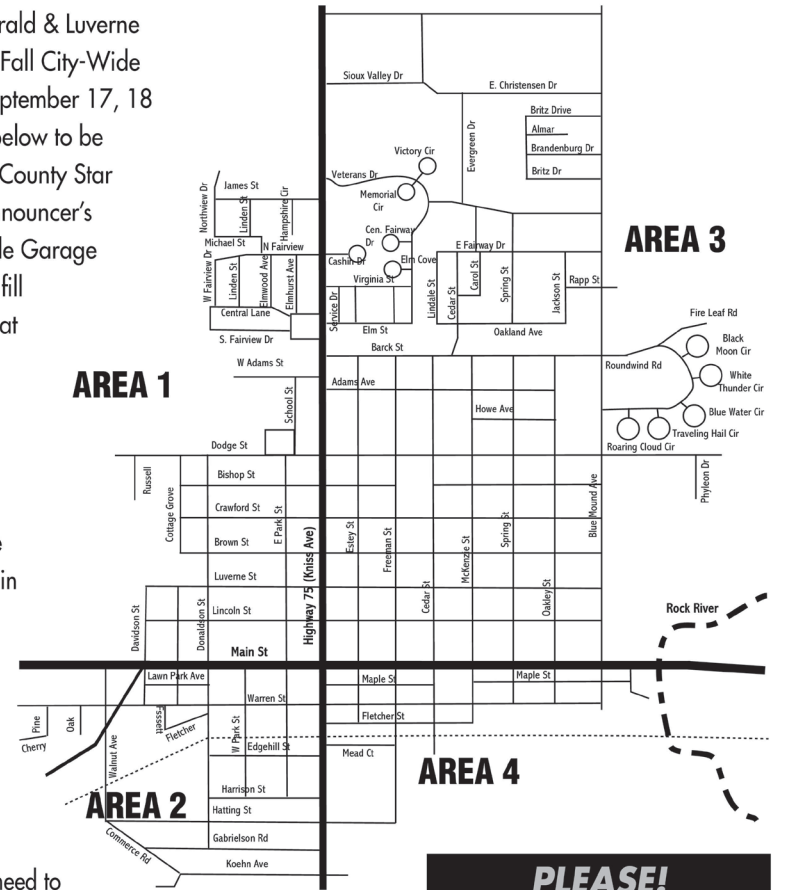 rald & Luverne
Fall City-Wide
ptember 17, 18
below to be
County Star
nouncer's
le Garage
fill
at
e
in
need to
Sioux Valley Dr
E. Christensen Dr
Britz Drive
Almar
Brandenburg Dr
Britz Dr
Evergreen Dr
Victory Cir
Veterans Dr
Memorial
Cir
James St
Northview Dr
Linden St
Hampshire Cir
Michael St
N Fairview
Cen. Fairway
Dr
Cashin Dr
Elm Cove
E Fairway Dr
AREA 3
W Fairview Dr
Linden St
Elmwood Ave
Elmhurst Ave
Virginia St
Service Dr
Lindale St
Cedar St
Carol St
Spring St
Jackson St
Rapp St
Central Lane
S. Fairview Dr
Elm St
Oakland Ave
Barck St
Fire Leaf Rd
Black
Moon Cir
Roundwind Rd
White
Thunder Cir
Blue Water Cir
Traveling Hail Cir
Roaring Cloud Cir
W Adams St
AREA 1
Adams Ave
School St
Howe Ave
Dodge St
Russell
Bishop St
Cottage Grove
Crawford St
E Park St
Brown St
Highway 75 (Kniss Ave)
Estey St
Freeman St
Cedar St
McKenzie St
Spring St
Oakley St
Blue Mound Ave
Phyleon Dr
Luverne St
Lincoln St
Davidson St
Donaldson St
Main St
Rock River
Lawn Park Ave
Maple St
Maple St
Warren St
Fletcher St
Pine
Oak
Cherry
Fssett
Fletcher
W Park St
Walnut Ave
Edgehill St
Mead Ct
AREA 4
Harrison St
AREA 2
Hatting St
Commerce Rd
Gabrielson Rd
Koehn Ave
PLEASE!